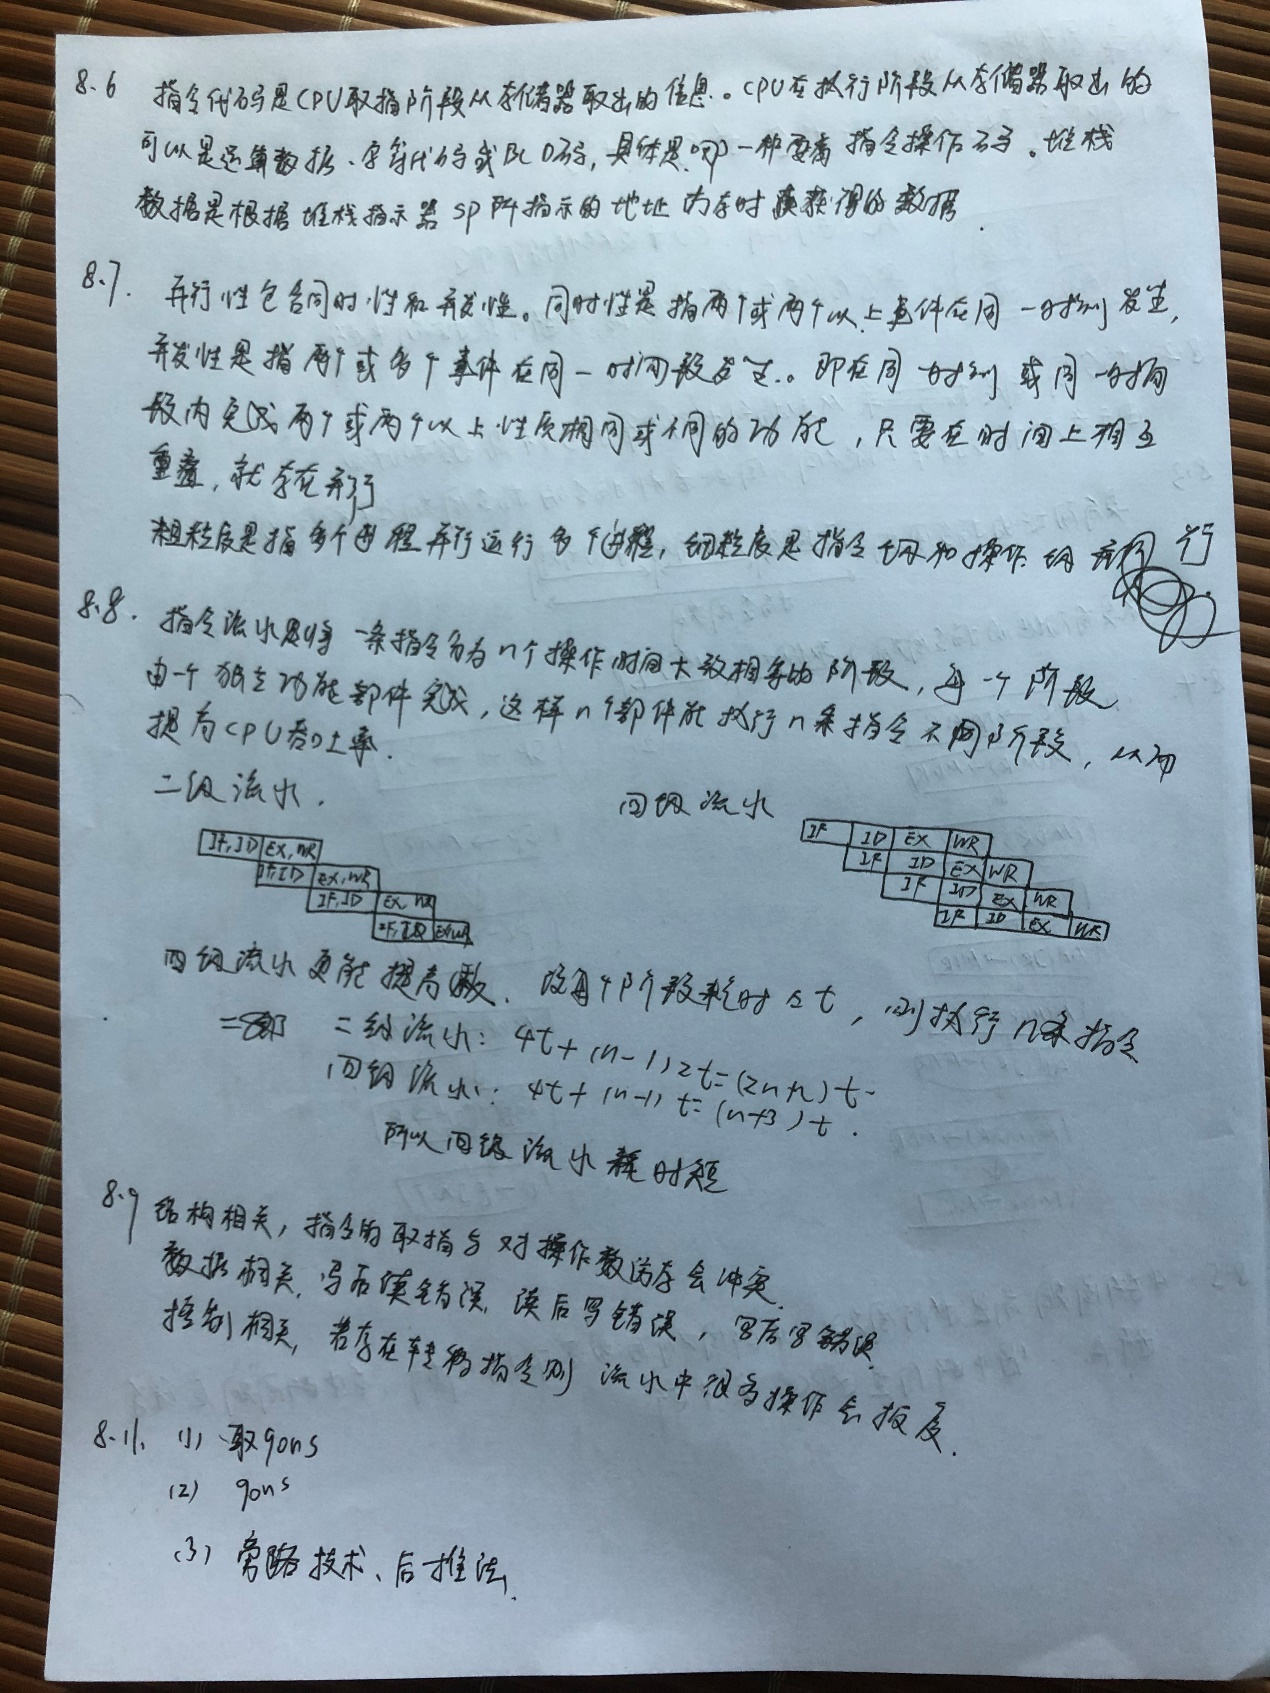 8.6 指令代码是CPU取指阶段从存储器取出的信息。CPU在执行阶段从存储器取出的
可以是运算数据、字符代码或BCD码,具体是哪一种要看指令操作码。堆栈
数据是根据堆栈指示器SP所指示的地址内存时获得的数据
8.7. 并行性包含同时性和并发性。同时性是指两个或两个以上事件在同一时刻发生,
并发性是指两个或多个事件在同一时间段发生。即在同一时刻或同一时间
段内完成两个或两个以上性质相同或不同的功能,只要在时间上相互
重叠,就存在并行
粗粒度是指多个进程并行运行多个进程,细粒度是指令级和操作级 行
8.8. 指令流水是将一条指令分为n个操作时间大致相等的阶段,每一个阶段
由一个独立功能部件完成,这样n个部件能执行n条指令不同阶段,从而
提高CPU吞吐率.
二级流水. 四级流水
IF,ID EX,WR IF ID EX WR
IF,ID EX,WR IF ID EX WR
IF,ID EX,WR IF ID EX WR
IF,ID EX,WR IF ID EX WR
四级流水更能提高 . 设每个阶段耗时△t,则执行n条指令
二级流水: 4t+(n-1)2t=(2n+2)t.
四级流水: 4t+(n-1)t=(n+3)t.
所以四级流水耗时短
8.9 结构相关,指令的取指与对操作数访存会冲突.
数据相关,写后读错误,读后写错误,写后写错误.
控制相关,若存在转移指令则流水中很多操作会报废.
8.11. (1) 取90ns
(2) 90ns
(3) 旁路技术、后推法.